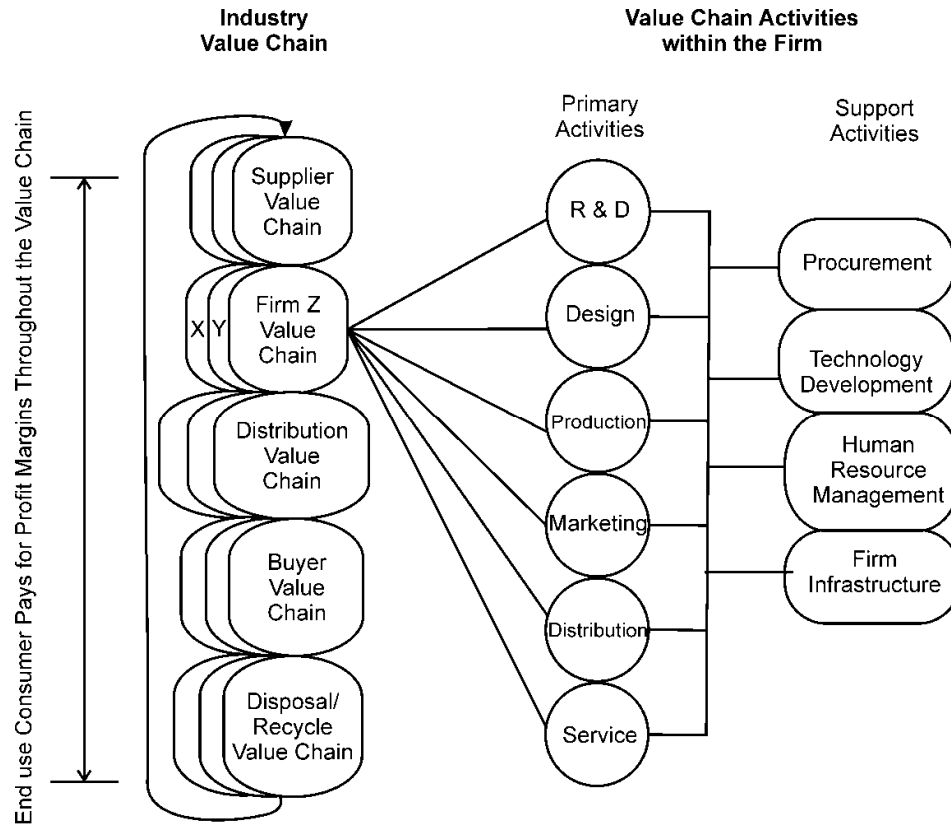 Industry
Value Chain
Value Chain Activities
within the Firm
End use Consumer Pays for Profit Margins Throughout the Value Chain
Supplier
Value
Chain
X
Y
Firm Z
Value
Chain
Distribution
Value
Chain
Buyer
Value
Chain
Disposal/
Recycle
Value Chain
Primary
Activities
R & D
Design
Production
Marketing
Distribution
Service
Support
Activities
Procurement
Technology
Development
Human
Resource
Management
Firm
Infrastructure